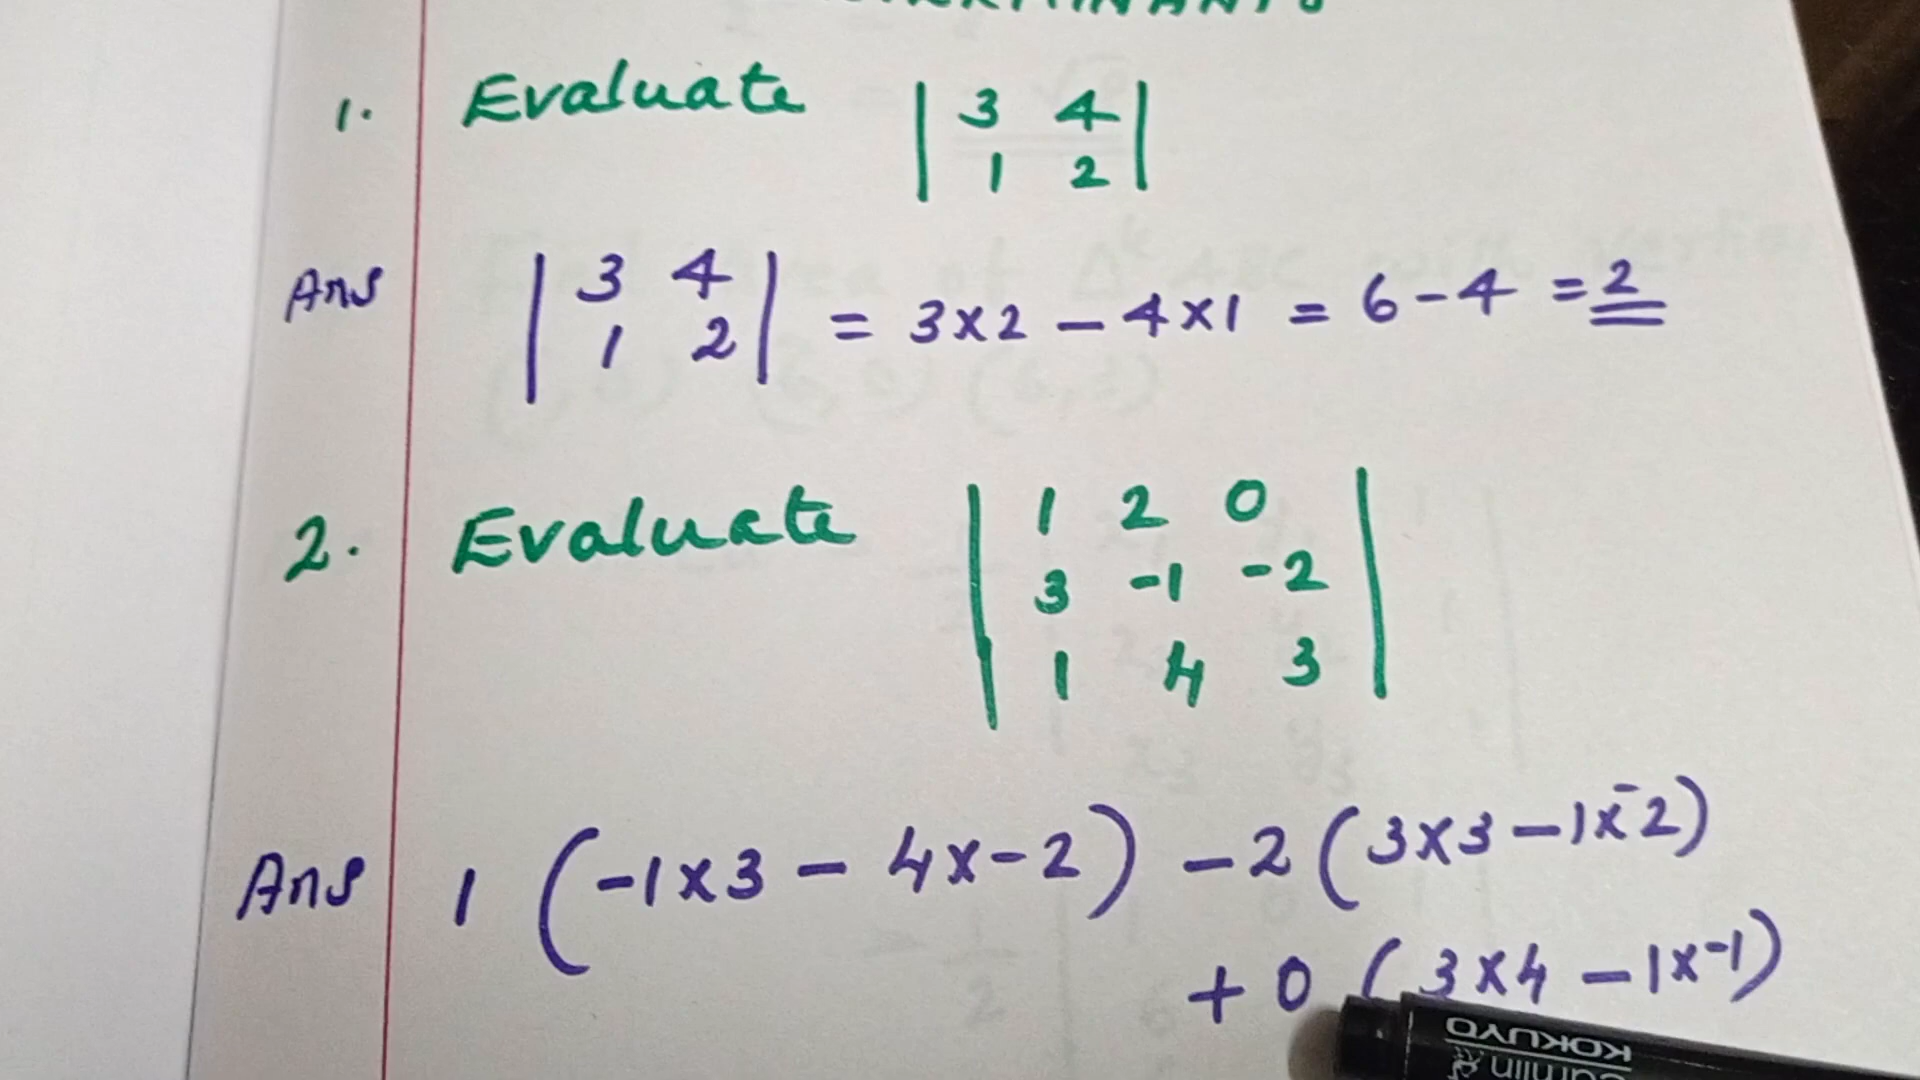 1. Evaluate | 3 4 |
| 1 2 |
Ans | 3 4 |
| 1 2 | = 3x2 - 4x1 = 6-4 = 2
2. Evaluate | 1 2 0 |
| 3 -1 -2 |
| 1 4 3 |
Ans 1 (-1x3 - 4x-2) -2 (3x3 - 1x-2)
+0 (3x4 - 1x-1)
KOKUYO
camlin